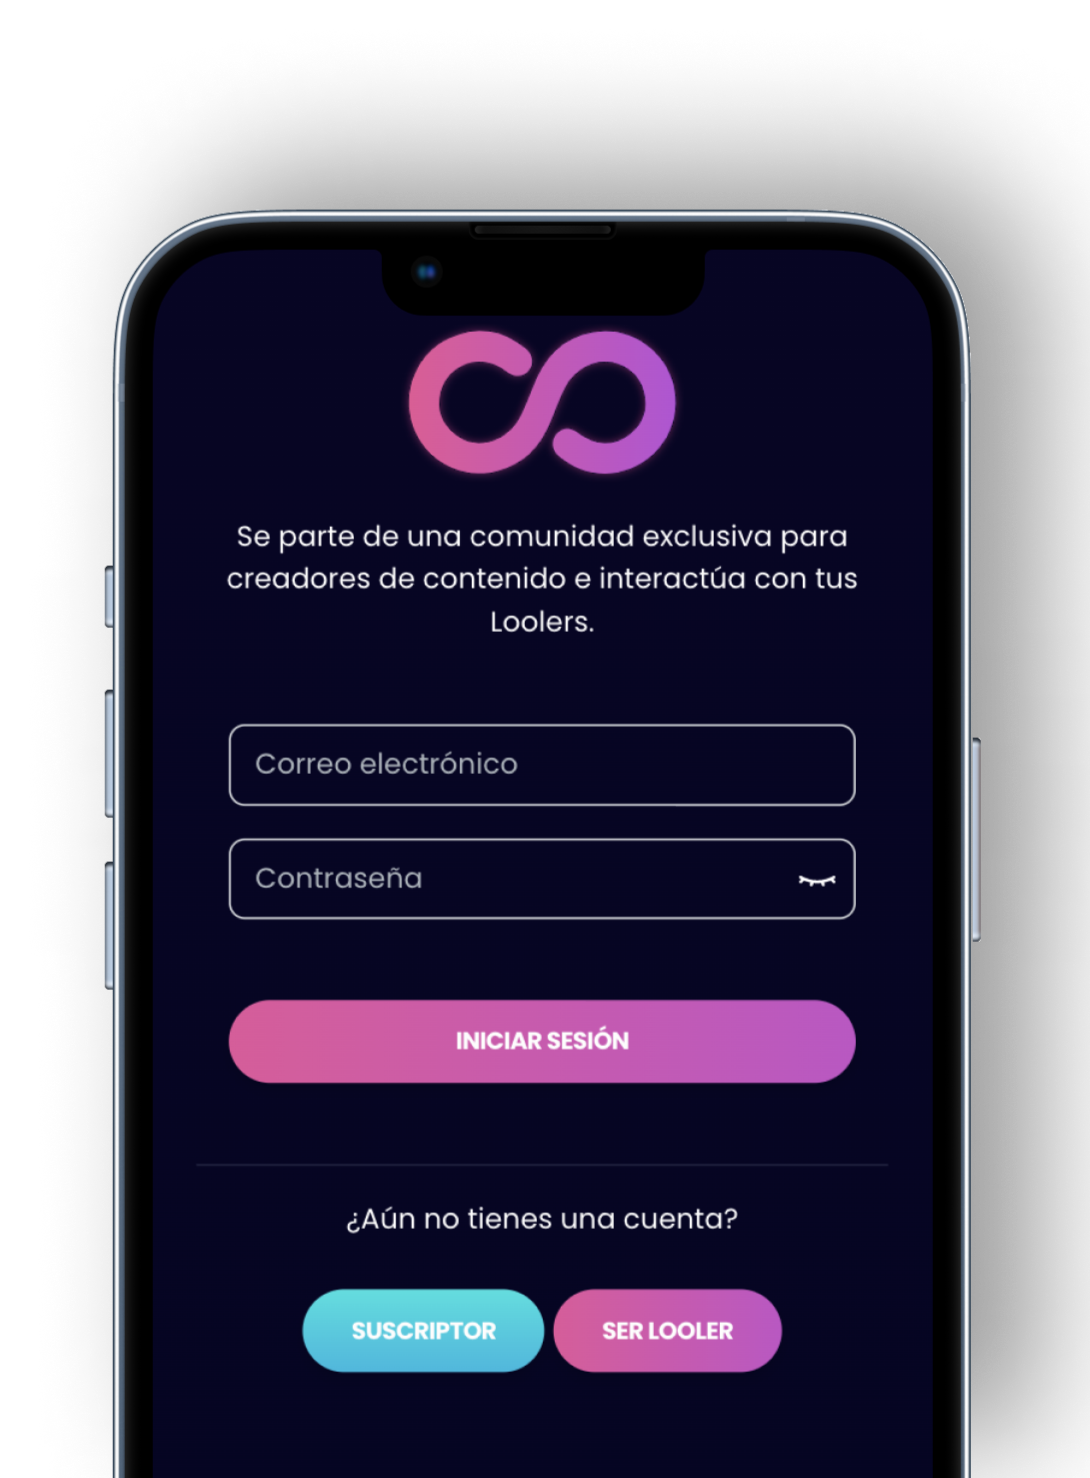 Se parte de una comunidad exclusiva para
creadores de contenido e interactúa con tus
Loolers.
Correo electrónico
Contraseña
INICIAR SESIÓN
¿Aún no tienes una cuenta?
SUSCRIPTOR
SER LOOLER